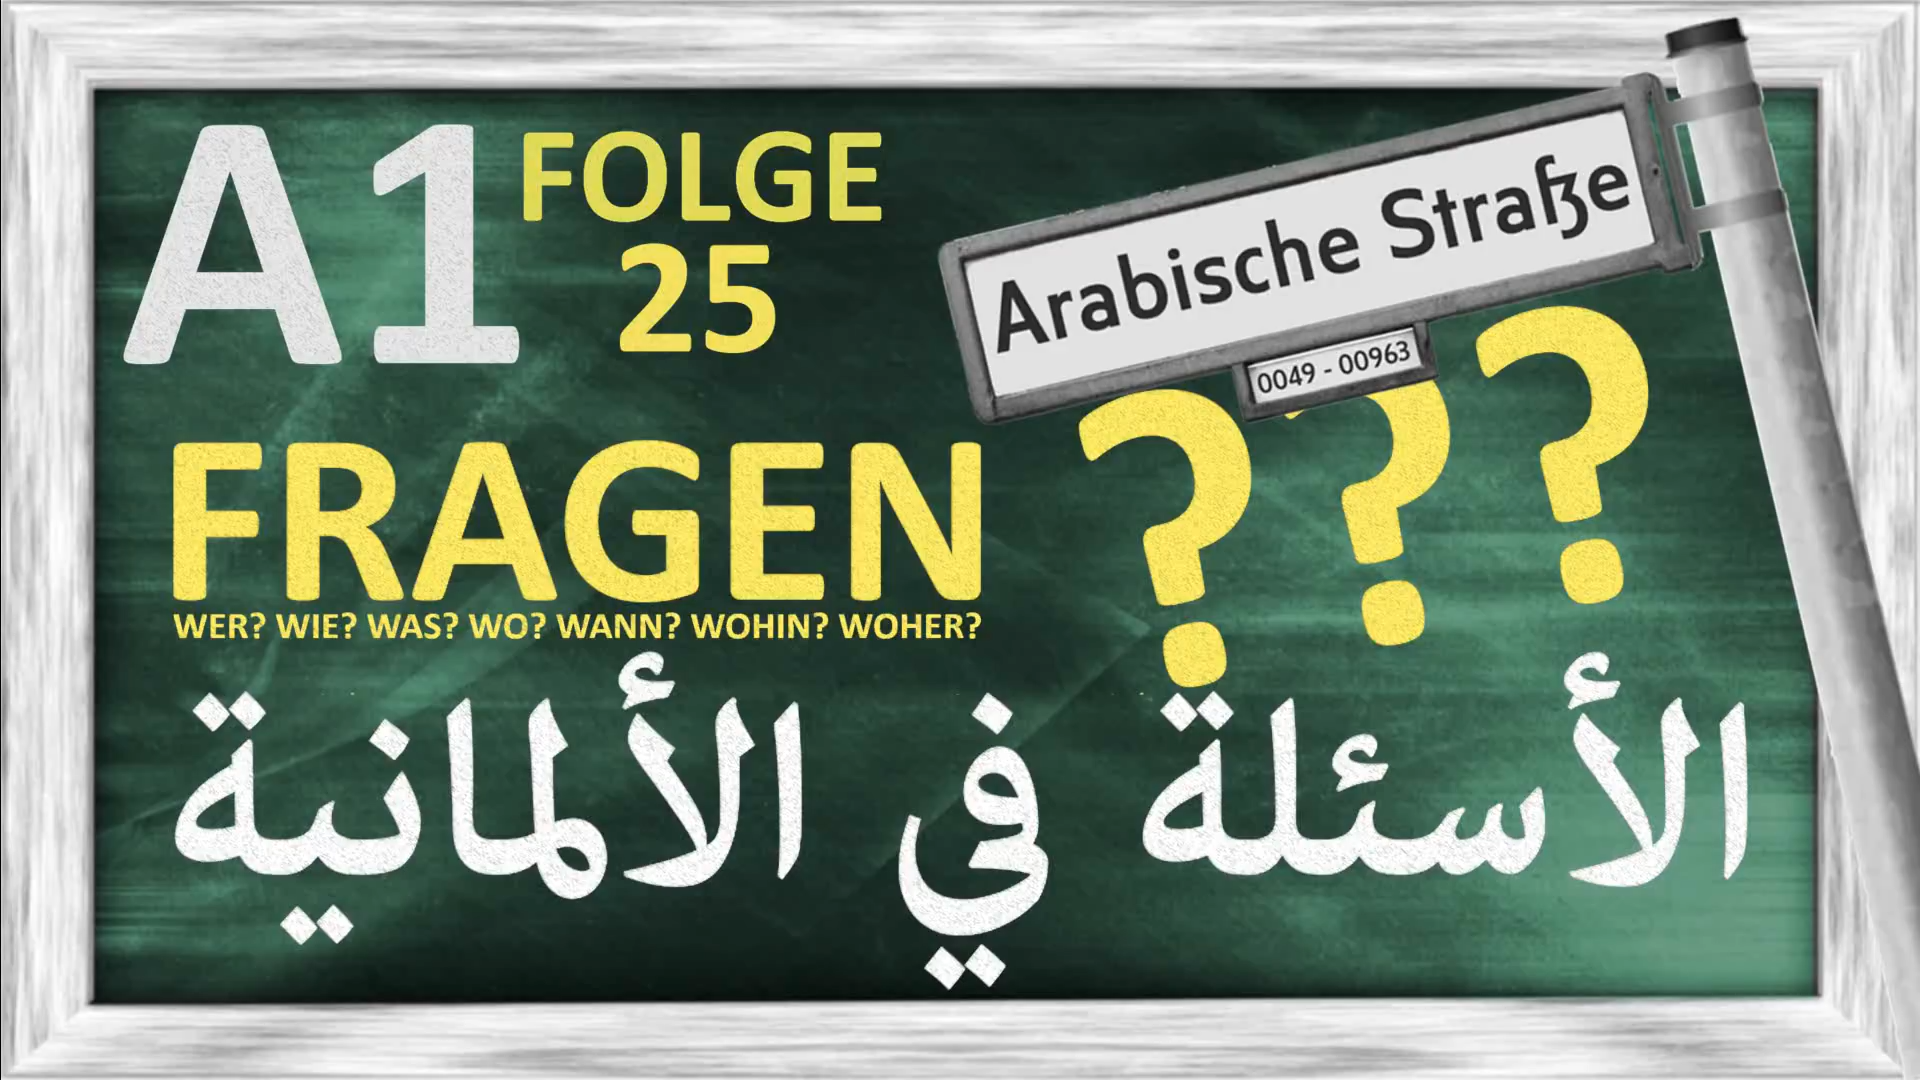 A1 FOLGE
25
Arabische Straße
0049 - 00963
FRAGEN ???
WER? WIE? WAS? WO? WANN? WOHIN? WOHER?
الأسئلة في الألمانية